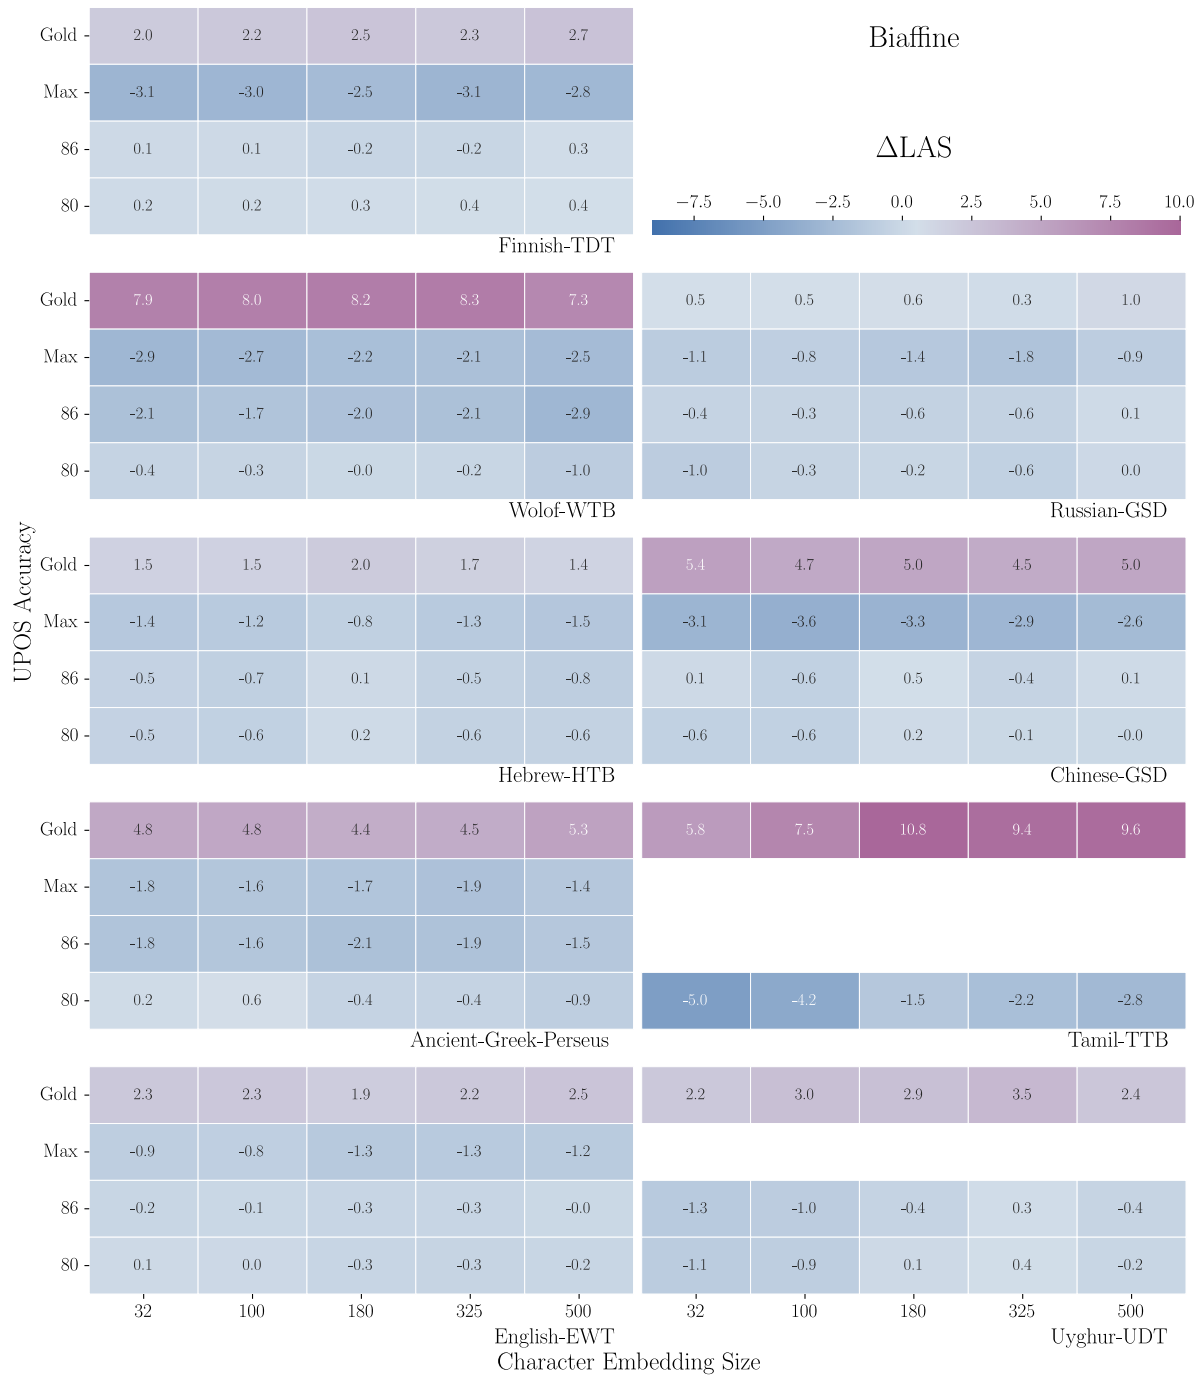 Biaffine
ΔLAS
−7.5 −5.0 −2.5 0.0 2.5 5.0 7.5 10.0
UPOS Accuracy
Gold 2.0 2.2 2.5 2.3 2.7
Max -3.1 -3.0 -2.5 -3.1 -2.8
86 0.1 0.1 -0.2 -0.2 0.3
80 0.2 0.2 0.3 0.4 0.4
Finnish-TDT
Gold 7.9 8.0 8.2 8.3 7.3
Max -2.9 -2.7 -2.2 -2.1 -2.5
86 -2.1 -1.7 -2.0 -2.1 -2.9
80 -0.4 -0.3 -0.0 -0.2 -1.0
Wolof-WTB
0.5 0.5 0.6 0.3 1.0
-1.1 -0.8 -1.4 -1.8 -0.9
-0.4 -0.3 -0.6 -0.6 0.1
-1.0 -0.3 -0.2 -0.6 0.0
Russian-GSD
Gold 1.5 1.5 2.0 1.7 1.4
Max -1.4 -1.2 -0.8 -1.3 -1.5
86 -0.5 -0.7 0.1 -0.5 -0.8
80 -0.5 -0.6 0.2 -0.6 -0.6
Hebrew-HTB
5.4 4.7 5.0 4.5 5.0
-3.1 -3.6 -3.3 -2.9 -2.6
0.1 -0.6 0.5 -0.4 0.1
-0.6 -0.6 0.2 -0.1 -0.0
Chinese-GSD
Gold 4.8 4.8 4.4 4.5 5.3
Max -1.8 -1.6 -1.7 -1.9 -1.4
86 -1.8 -1.6 -2.1 -1.9 -1.5
80 0.2 0.6 -0.4 -0.4 -0.9
Ancient-Greek-Perseus
5.8 7.5 10.8 9.4 9.6
-5.0 -4.2 -1.5 -2.2 -2.8
Tamil-TTB
Gold 2.3 2.3 1.9 2.2 2.5
Max -0.9 -0.8 -1.3 -1.3 -1.2
86 -0.2 -0.1 -0.3 -0.3 -0.0
80 0.1 0.0 -0.3 -0.3 -0.2
32 100 180 325 500
English-EWT
2.2 3.0 2.9 3.5 2.4
-1.3 -1.0 -0.4 0.3 -0.4
-1.1 -0.9 0.1 0.4 -0.2
32 100 180 325 500
Uyghur-UDT
Character Embedding Size